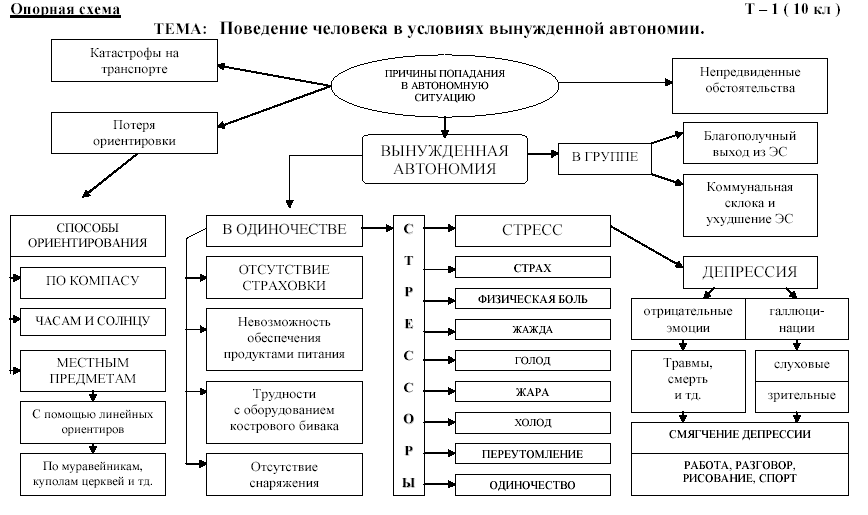 Опорная схема
Т – 1 ( 10 кл )
ТЕМА: Поведение человека в условиях вынужденной автономии.
Катастрофы на
транспорте
ПРИЧИНЫ ПОПАДАНИЯ
В АВТОНОМНУЮ
СИТУАЦИЮ
Непредвиденные
обстоятельства
Потеря
ориентировки
ВЫНУЖДЕННАЯ
АВТОНОМИЯ
В ГРУППЕ
Благополучный
выход из ЭС
Коммунальная
склока и
ухудшение ЭС
СПОСОБЫ
ОРИЕНТИРОВАНИЯ
ПО КОМПАСУ
ЧАСАМ И СОЛНЦУ
МЕСТНЫМ
ПРЕДМЕТАМ
С помощью линейных
ориентиров
По муравейникам,
куполам церквей и тд.
В ОДИНОЧЕСТВЕ
ОТСУТСТВИЕ
СТРАХОВКИ
Невозможность
обеспечения
продуктами питания
Трудности
с оборудованием
кострового бивака
Отсутствие
снаряжения
С
Т
Р
Е
С
С
О
Р
Ы
СТРЕСС
СТРАХ
ФИЗИЧЕСКАЯ БОЛЬ
ЖАЖДА
ГОЛОД
ЖАРА
ХОЛОД
ПЕРЕУТОМЛЕНИЕ
ОДИНОЧЕСТВО
ДЕПРЕССИЯ
отрицательные
эмоции
галлюци-
нации
Травмы,
смерть
и тд.
слуховые
зрительные
СМЯГЧЕНИЕ ДЕПРЕССИИ
РАБОТА, РАЗГОВОР,
РИСОВАНИЕ, СПОРТ